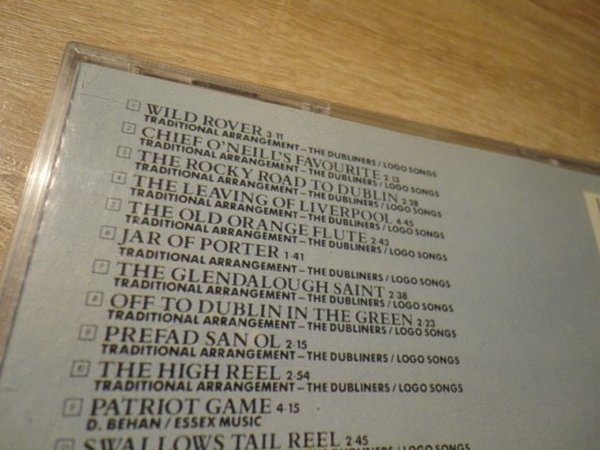 1 WILD ROVER 3·11
TRADITIONAL ARRANGEMENT — THE DUBLINERS / LOGO SONGS
2 CHIEF O'NEILL'S FAVOURITE 2·13
TRADITIONAL ARRANGEMENT — THE DUBLINERS / LOGO SONGS
3 THE ROCKY ROAD TO DUBLIN 2·28
TRADITIONAL ARRANGEMENT — THE DUBLINERS / LOGO SONGS
4 THE LEAVING OF LIVERPOOL 4·45
TRADITIONAL ARRANGEMENT — THE DUBLINERS / LOGO SONGS
5 THE OLD ORANGE FLUTE 2·43
TRADITIONAL ARRANGEMENT — THE DUBLINERS / LOGO SONGS
6 JAR OF PORTER 1·41
TRADITIONAL ARRANGEMENT — THE DUBLINERS / LOGO SONGS
7 THE GLENDALOUGH SAINT 2·38
TRADITIONAL ARRANGEMENT — THE DUBLINERS / LOGO SONGS
8 OFF TO DUBLIN IN THE GREEN 2·23
TRADITIONAL ARRANGEMENT — THE DUBLINERS / LOGO SONGS
9 PREFAD SAN OL 2·15
TRADITIONAL ARRANGEMENT — THE DUBLINERS / LOGO SONGS
THE HIGH REEL 2·54
TRADITIONAL ARRANGEMENT — THE DUBLINERS / LOGO SONGS
PATRIOT GAME 4·15
D. BEHAN / ESSEX MUSIC
SWALLOWS TAIL REEL 2·45